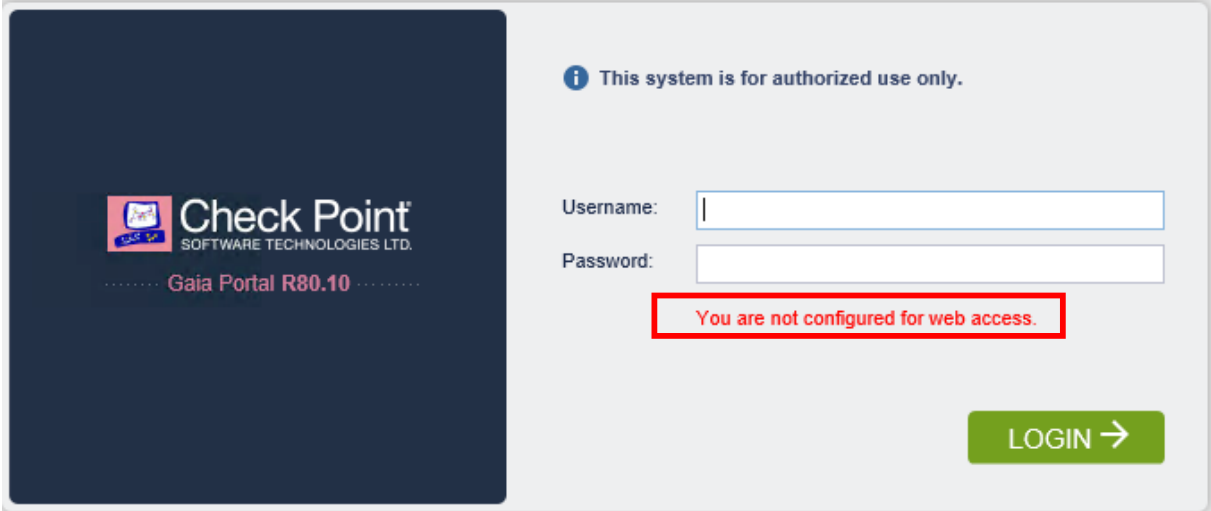 This system is for authorized use only.
Check Point
SOFTWARE TECHNOLOGIES LTD.
Gaia Portal R80.10
Username:
Password:
You are not configured for web access.
LOGIN